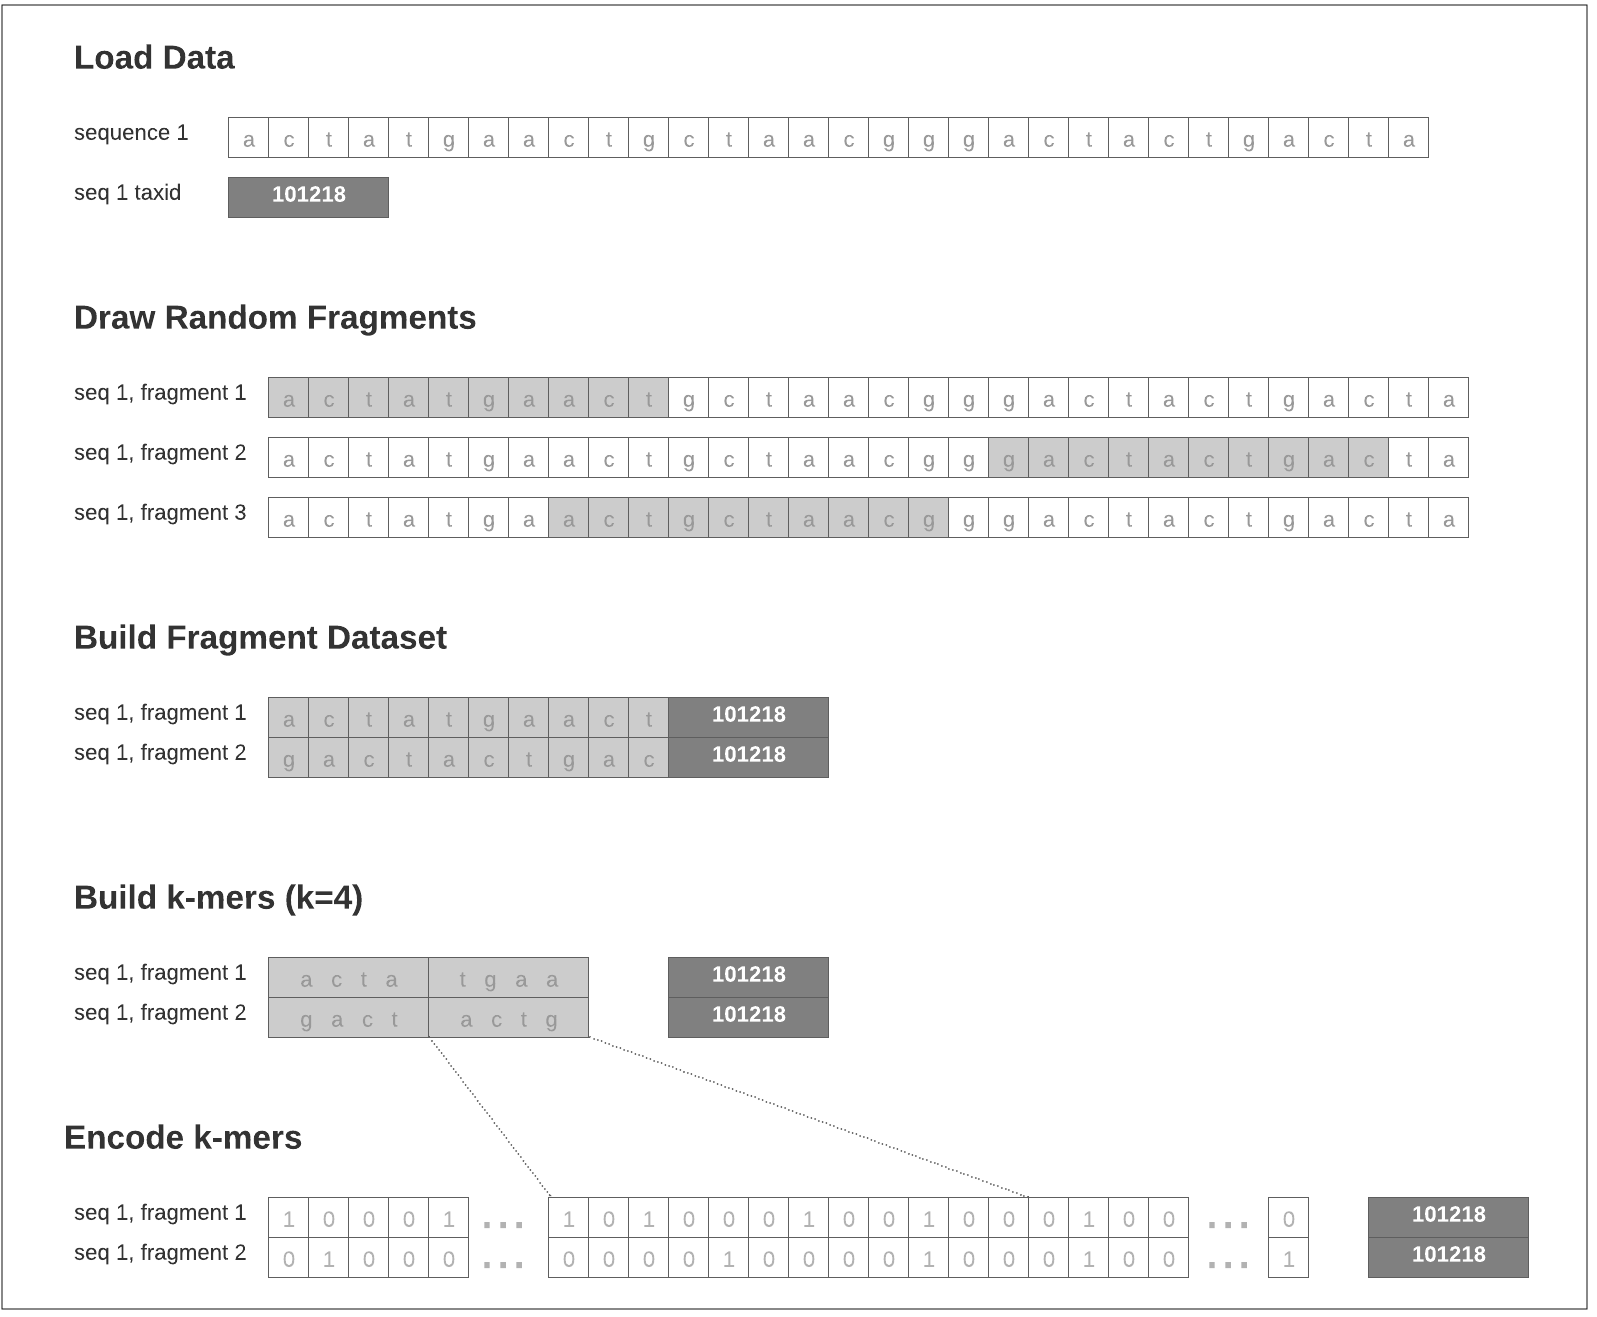 Load Data
sequence 1 a c t a t g a a c t g c t a a c g g g a c t a c t g a c t a
seq 1 taxid 101218
Draw Random Fragments
seq 1, fragment 1 a c t a t g a a c t g c t a a c g g g a c t a c t g a c t a
seq 1, fragment 2 a c t a t g a a c t g c t a a c g g g a c t a c t g a c t a
seq 1, fragment 3 a c t a t g a a c t g c t a a c g g g a c t a c t g a c t a
Build Fragment Dataset
seq 1, fragment 1 a c t a t g a a c t 101218
seq 1, fragment 2 g a c t a c t g a c 101218
Build k-mers (k=4)
seq 1, fragment 1 a c t a t g a a 101218
seq 1, fragment 2 g a c t a c t g 101218
Encode k-mers
seq 1, fragment 1 1 0 0 0 1 ... 1 0 1 0 0 0 1 0 0 1 0 0 0 1 0 0 ... 0 101218
seq 1, fragment 2 0 1 0 0 0 ... 0 0 0 0 1 0 0 0 0 1 0 0 0 1 0 0 ... 1 101218